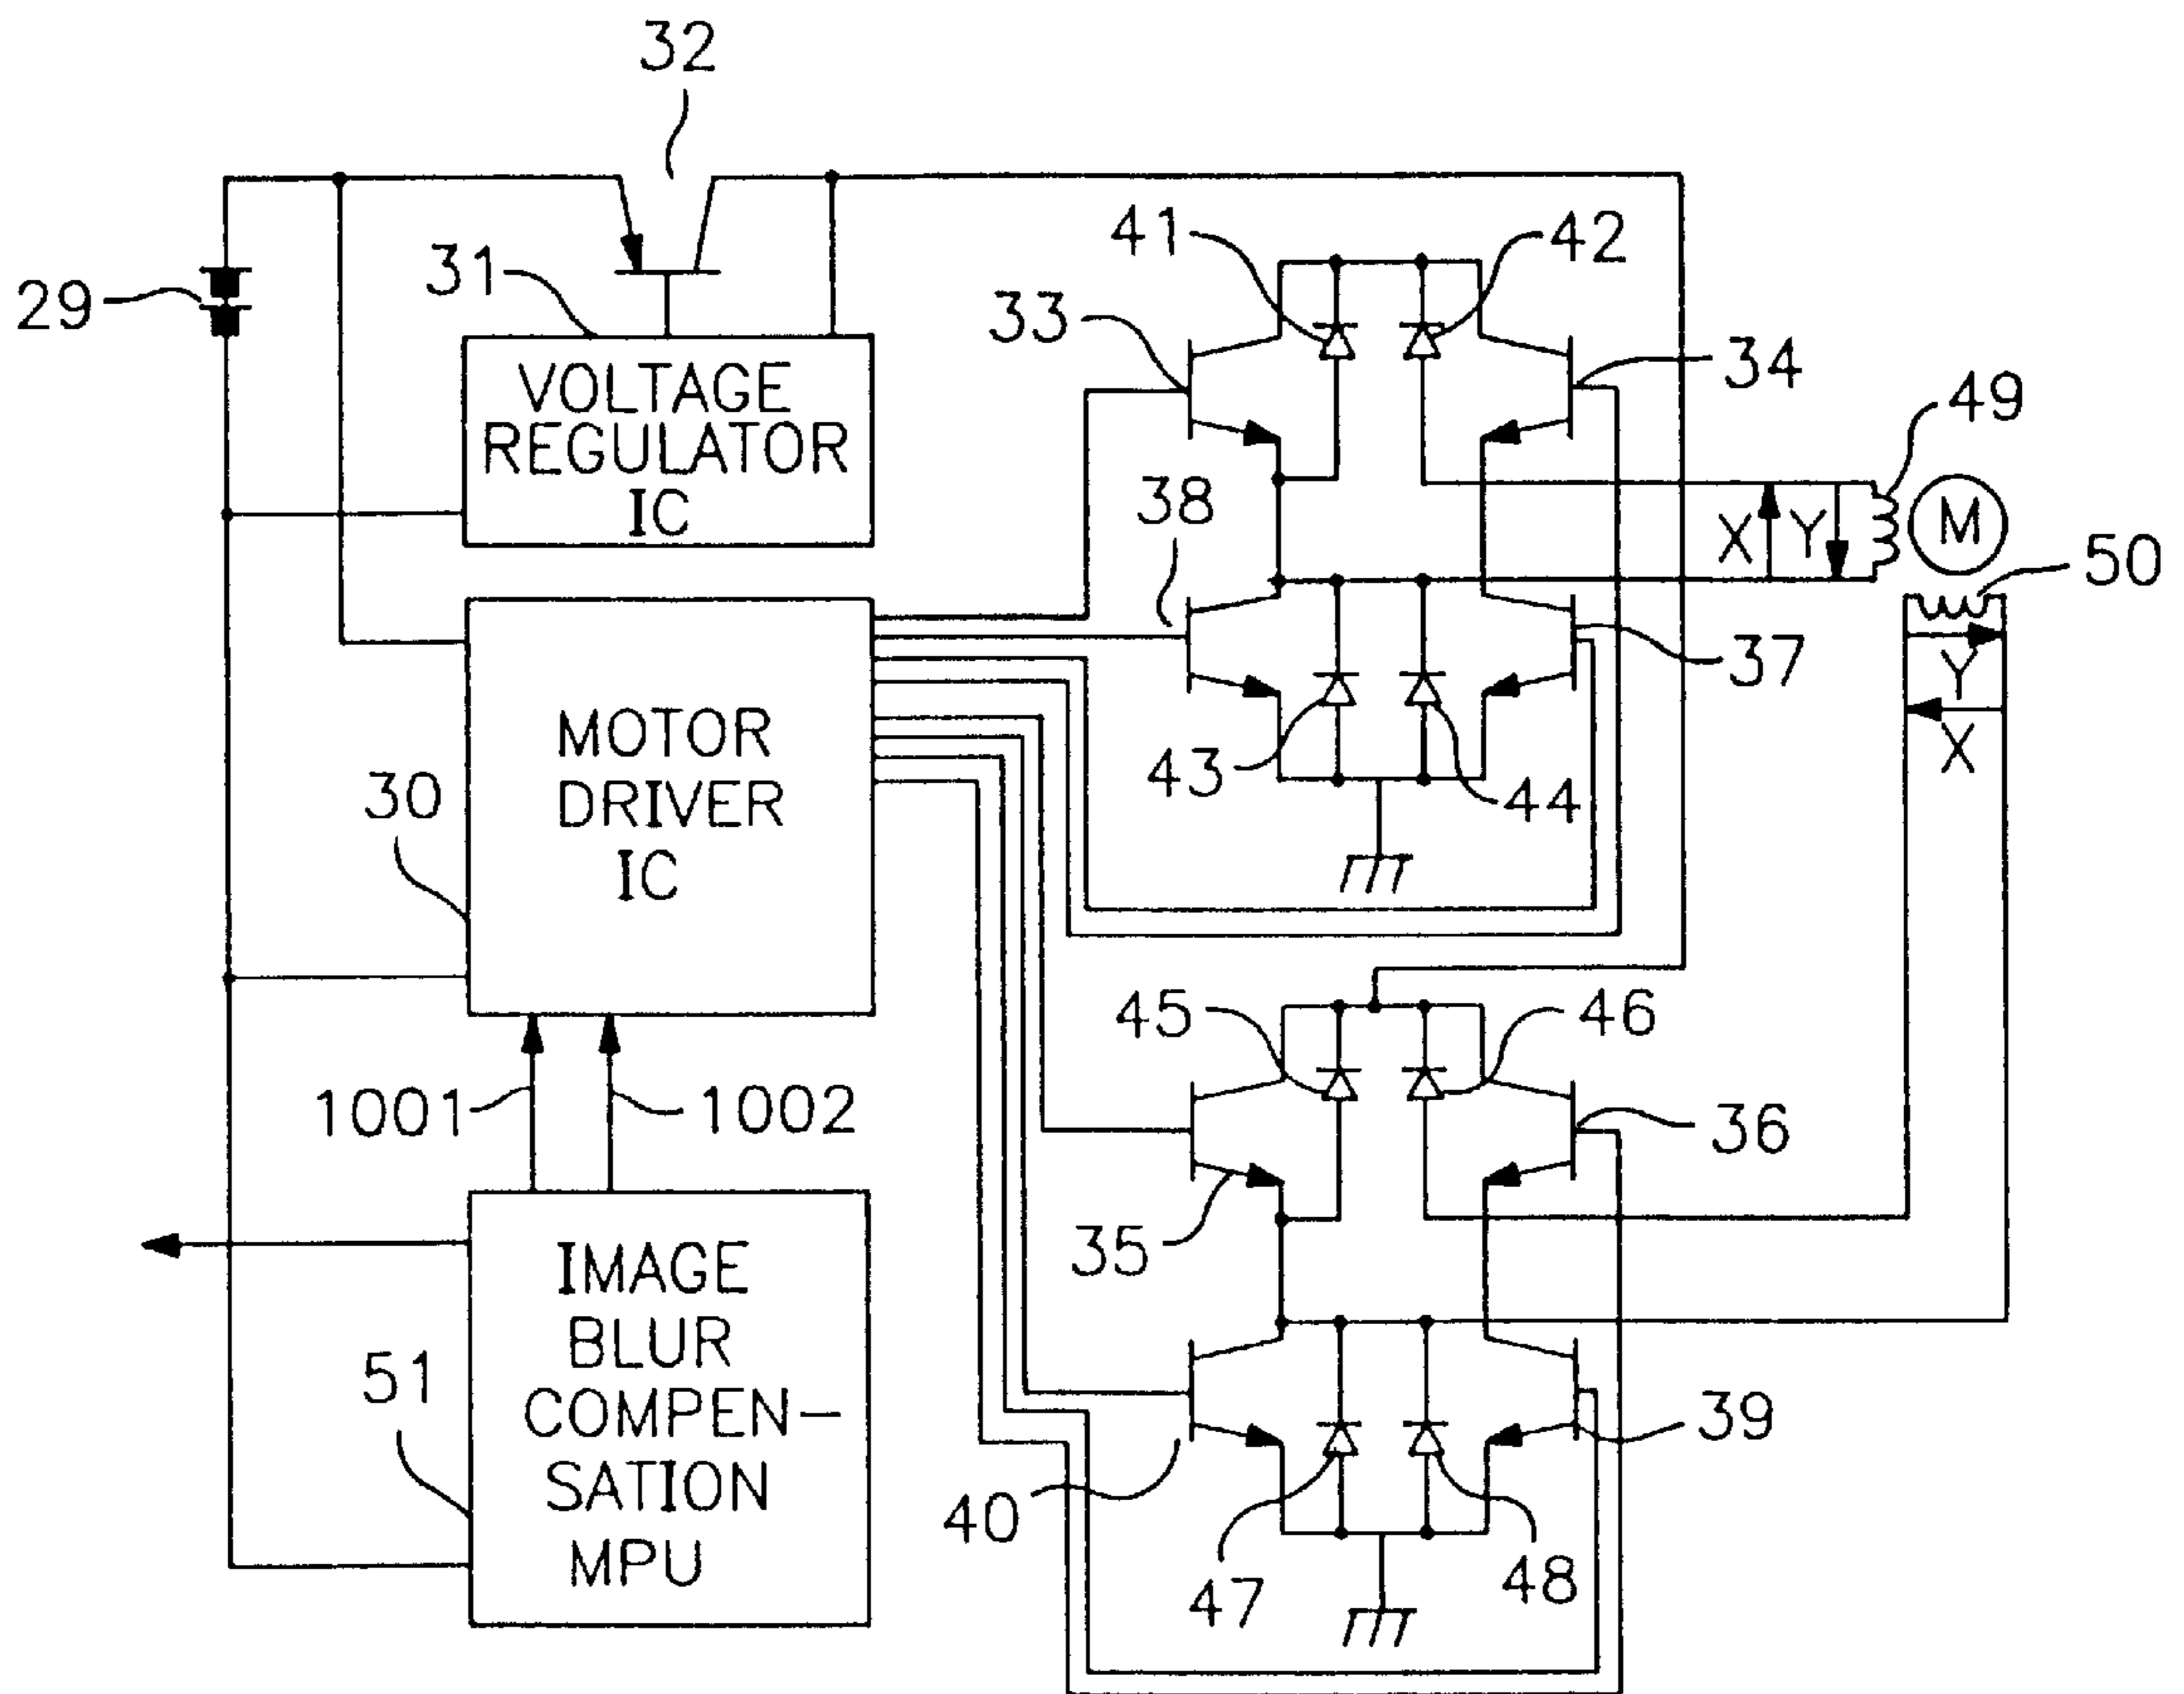 32
41
42
31
29
33
34
VOLTAGE
REGULATOR
IC
49
38
X
Y
M
50
37
Y
X
MOTOR
DRIVER
IC
30
43
44
45
46
1001
1002
36
35
IMAGE
BLUR
COMPEN-
SATION
MPU
51
39
40
47
48